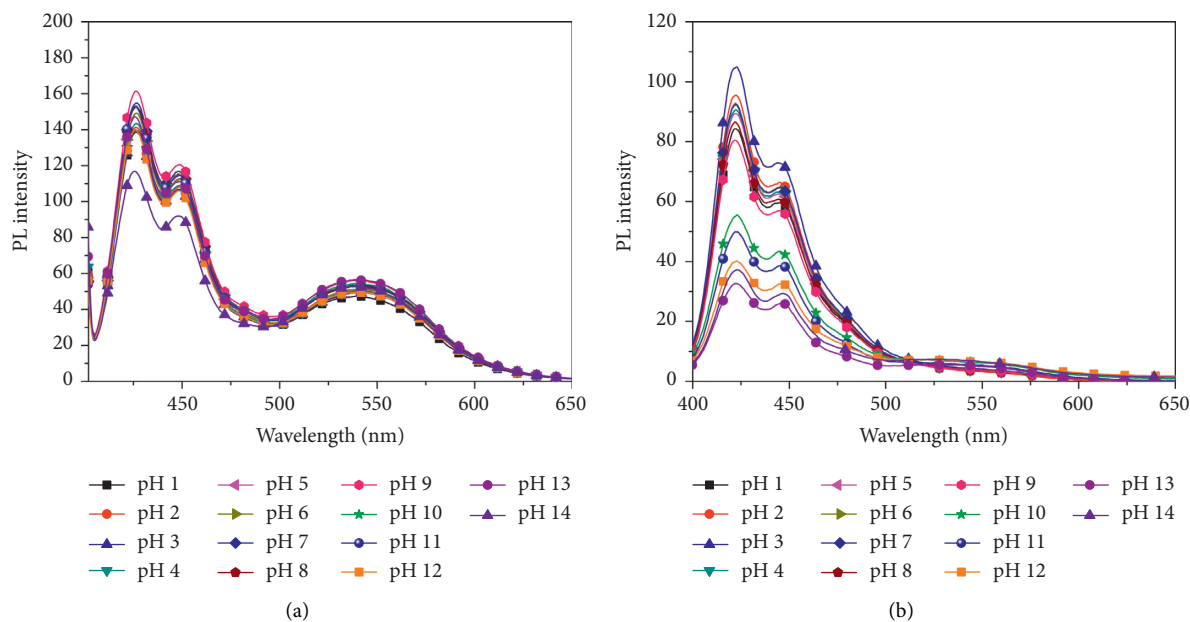 200
180
160
140
120
100
80
60
40
20
0
PL intensity
450 500 550 600 650
Wavelength (nm)
pH 1 pH 5 pH 9 pH 13
pH 2 pH 6 pH 10 pH 14
pH 3 pH 7 pH 11
pH 4 pH 8 pH 12
(a)
120
100
80
60
40
20
0
PL intensity
400 450 500 550 600 650
Wavelength (nm)
pH 1 pH 5 pH 9 pH 13
pH 2 pH 6 pH 10 pH 14
pH 3 pH 7 pH 11
pH 4 pH 8 pH 12
(b)